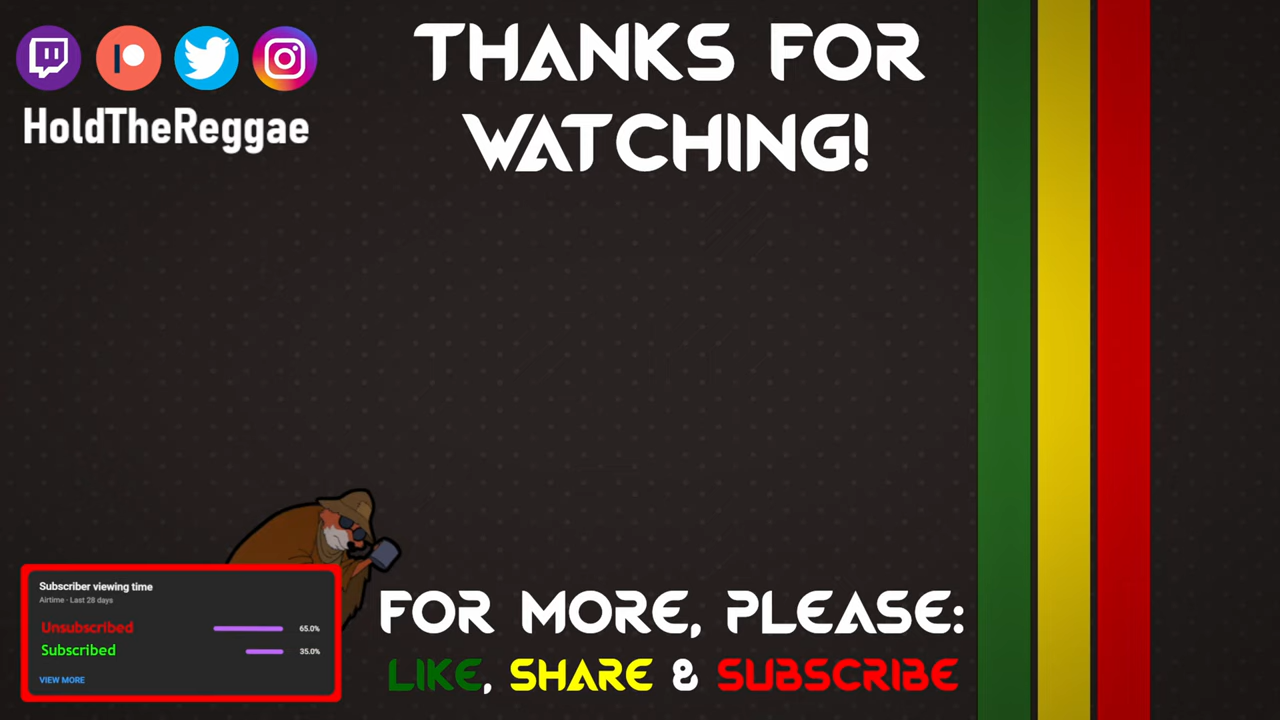 THANKS FOR
WATCHING!
HoldTheReggae
Subscriber viewing time
Airtime · Last 28 days
Unsubscribed 65.0%
Subscribed 35.0%
VIEW MORE
FOR MORE, PLEASE:
LIKE, SHARE & SUBSCRIBE